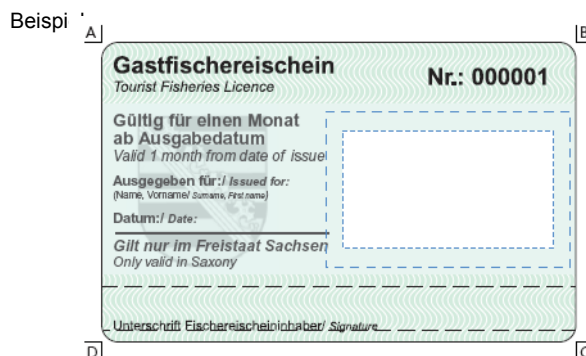 Beispi
A
B
Gastfischereischein
Nr.: 000001
Tourist Fisheries Licence
Gültig für einen Monat
ab Ausgabedatum
Valid 1 month from date of issue
Ausgegeben für:/ Issued for:
(Name, Vorname/ Surname, First name)
Datum:/ Date:
Gilt nur im Freistaat Sachsen
Only valid in Saxony
Unterschrift Fischereischeininhaber/ Signature
D
C